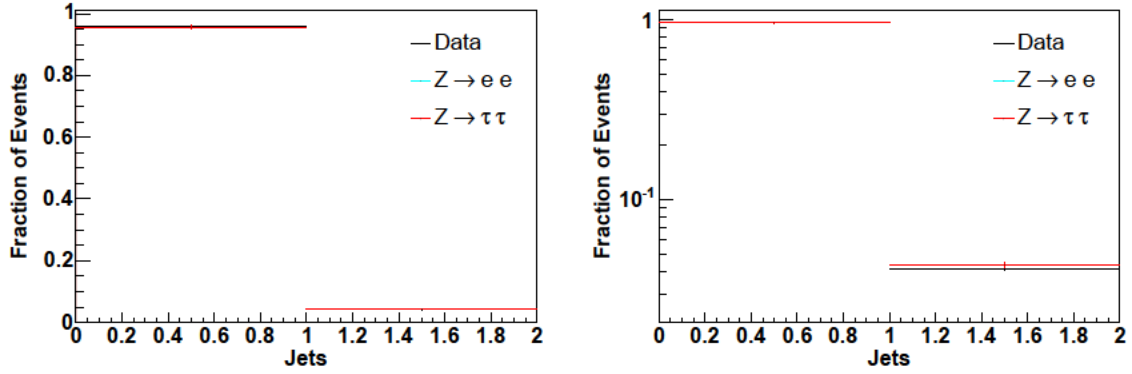 Fraction of Events
1
0.8
0.6
0.4
0.2
0
Data
Z → e e
Z → τ τ
0 0.2 0.4 0.6 0.8 1 1.2 1.4 1.6 1.8 2
Jets
Fraction of Events
1
10⁻¹
Data
Z → e e
Z → τ τ
0 0.2 0.4 0.6 0.8 1 1.2 1.4 1.6 1.8 2
Jets